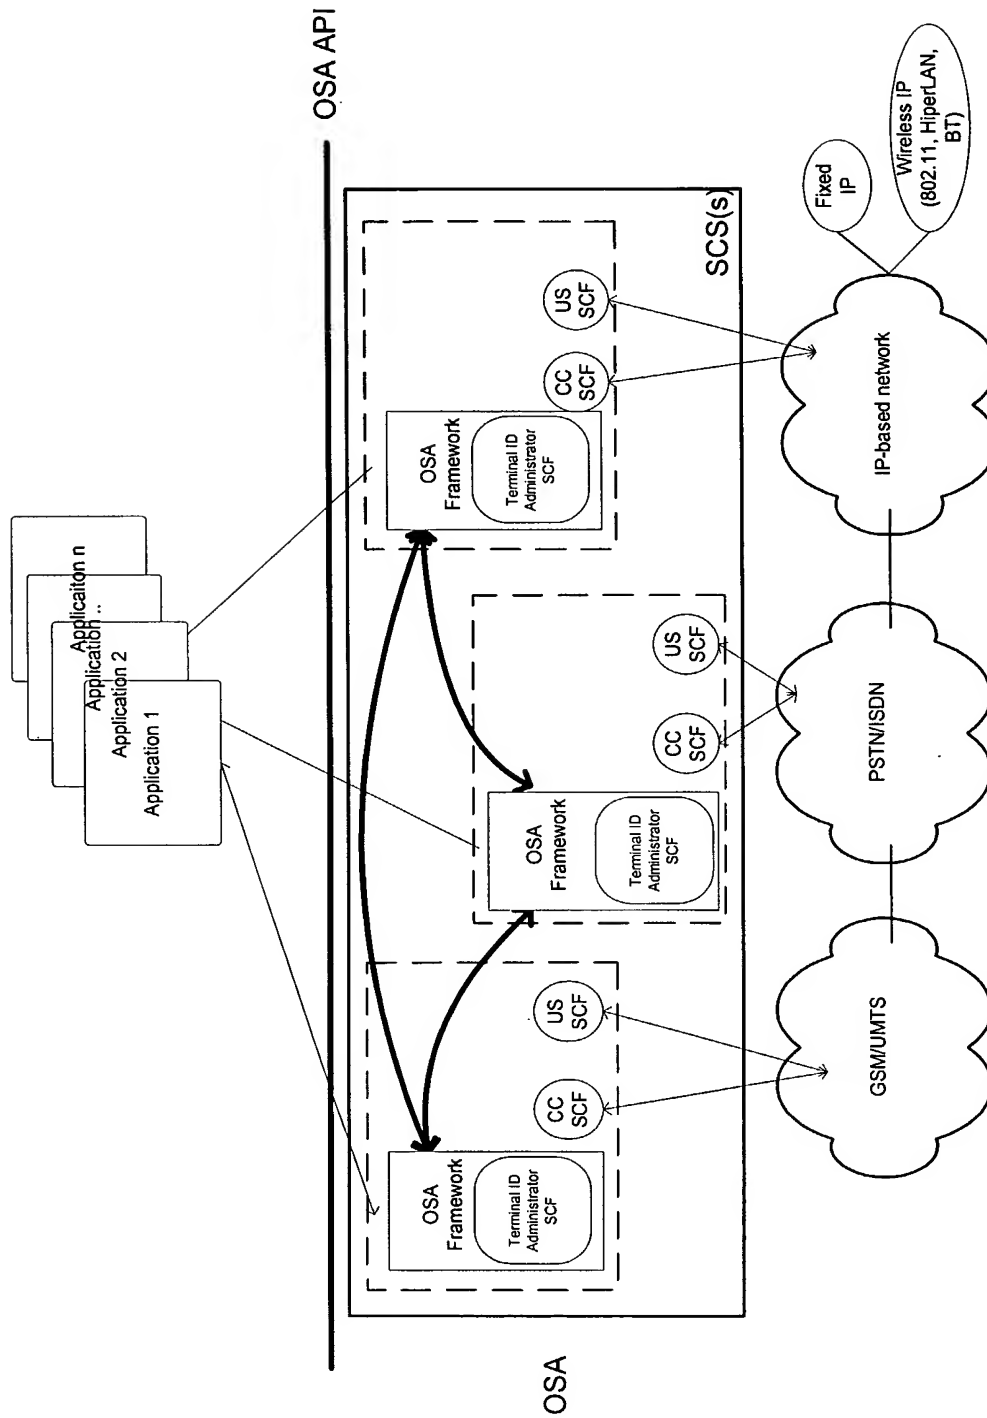 Application 1
Application 2
Application ..
Applicaiton n
OSA API
OSA
OSA
Framework
Terminal ID
Administrator
SCF
CC
SCF
US
SCF
OSA
Framework
Terminal ID
Administrator
SCF
CC
SCF
US
SCF
OSA
Framework
Terminal ID
Administrator
SCF
CC
SCF
US
SCF
SCS(s)
GSM/UMTS
PSTN/ISDN
IP-based network
Fixed
IP
Wireless IP
(802.11, HiperLAN,
BT)